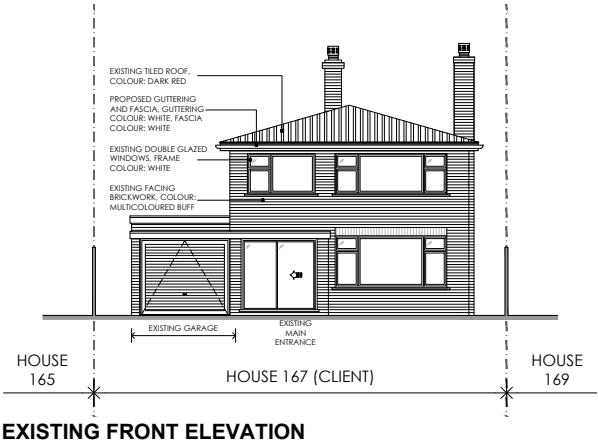 EXISTING TILED ROOF,
COLOUR: DARK RED
PROPOSED GUTTERING
AND FASCIA, GUTTERING
COLOUR: WHITE, FASCIA
COLOUR: WHITE
EXISTING DOUBLE GLAZED
WINDOWS, FRAME
COLOUR: WHITE
EXISTING FACING
BRICKWORK, COLOUR:
MULTICOLOURED BUFF
EXISTING GARAGE
EXISTING
MAIN
ENTRANCE
HOUSE
165
HOUSE 167 (CLIENT)
HOUSE
169
EXISTING FRONT ELEVATION